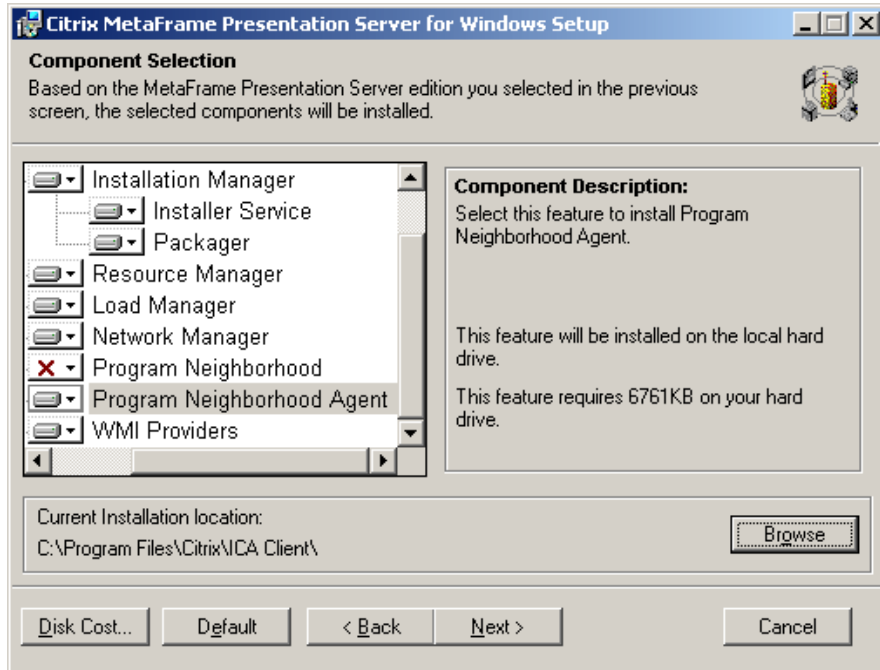 Citrix MetaFrame Presentation Server for Windows Setup
Component Selection
Based on the MetaFrame Presentation Server edition you selected in the previous
screen, the selected components will be installed.
Installation Manager
Installer Service
Packager
Resource Manager
Load Manager
Network Manager
Program Neighborhood
Program Neighborhood Agent
WMI Providers
Component Description:
Select this feature to install Program
Neighborhood Agent.
This feature will be installed on the local hard
drive.
This feature requires 6761KB on your hard
drive.
Current Installation location:
C:\Program Files\Citrix\ICA Client\
Browse
Disk Cost...
Default
< Back
Next >
Cancel